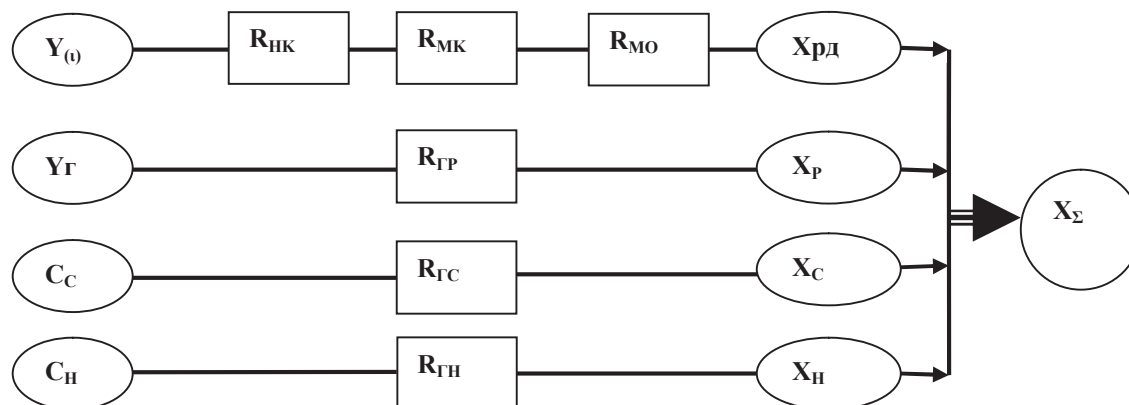 Y(ι) RНК RМК RМО Xрд
Yг RГР XР
CС RГС XС
CН RГН XН
XΣ